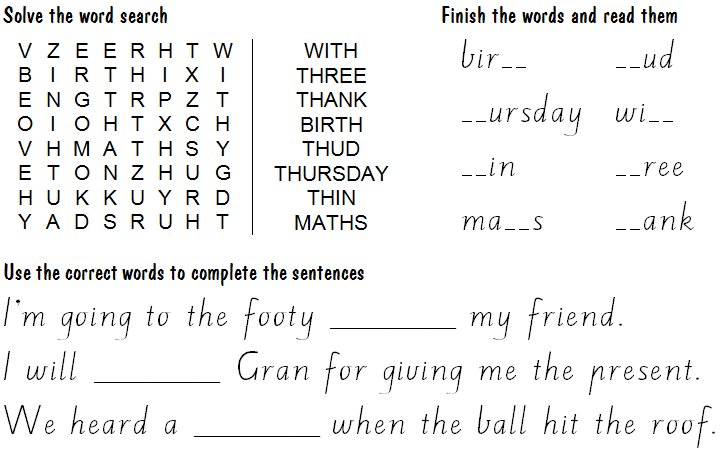 Solve the word search
V Z E E R H T W
B I R T H I X I
E N G T R P Z T
O I O H T X C H
V H M A T H S Y
E T O N Z H U G
H U K K U Y R D
Y A D S R U H T
WITH
THREE
THANK
BIRTH
THUD
THURSDAY
THIN
MATHS
Finish the words and read them
bir__ __ud
__ursday wi__
__in __ree
ma__s __ank
Use the correct words to complete the sentences
I'm going to the footy ________ my friend.
I will ________ Gran for giving me the present.
We heard a ________ when the ball hit the roof.